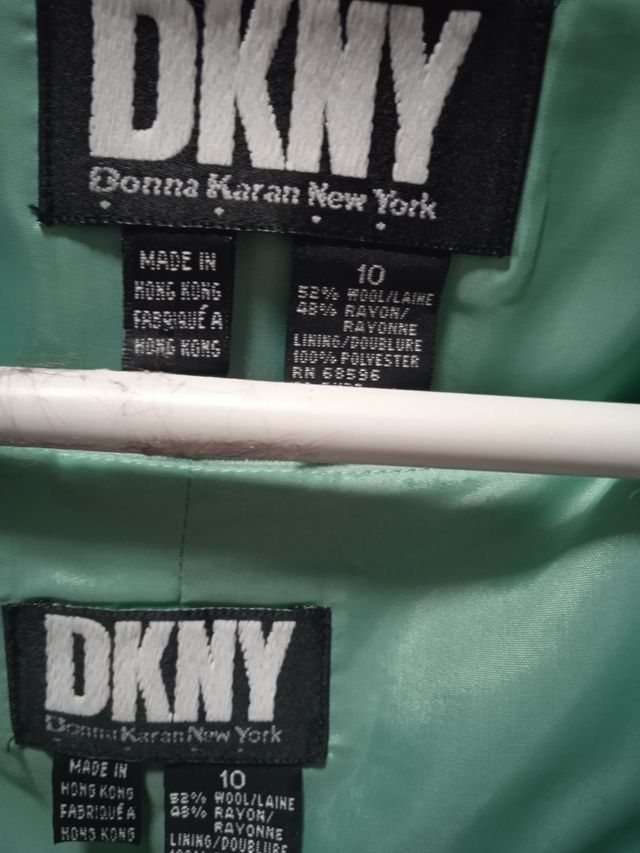 DKNY
Donna Karan New York
MADE IN
HONG KONG
FABRIQUÉ A
HONG KONG
10
52% WOOL/LAINE
48% RAYON/
RAYONNE
LINING/DOUBLURE
100% POLYESTER
RN 68596
DKNY
Donna Karan New York
MADE IN
HONG KONG
FABRIQUÉ A
HONG KONG
10
52% WOOL/LAINE
48% RAYON/
RAYONNE
LINING/DOUBLURE